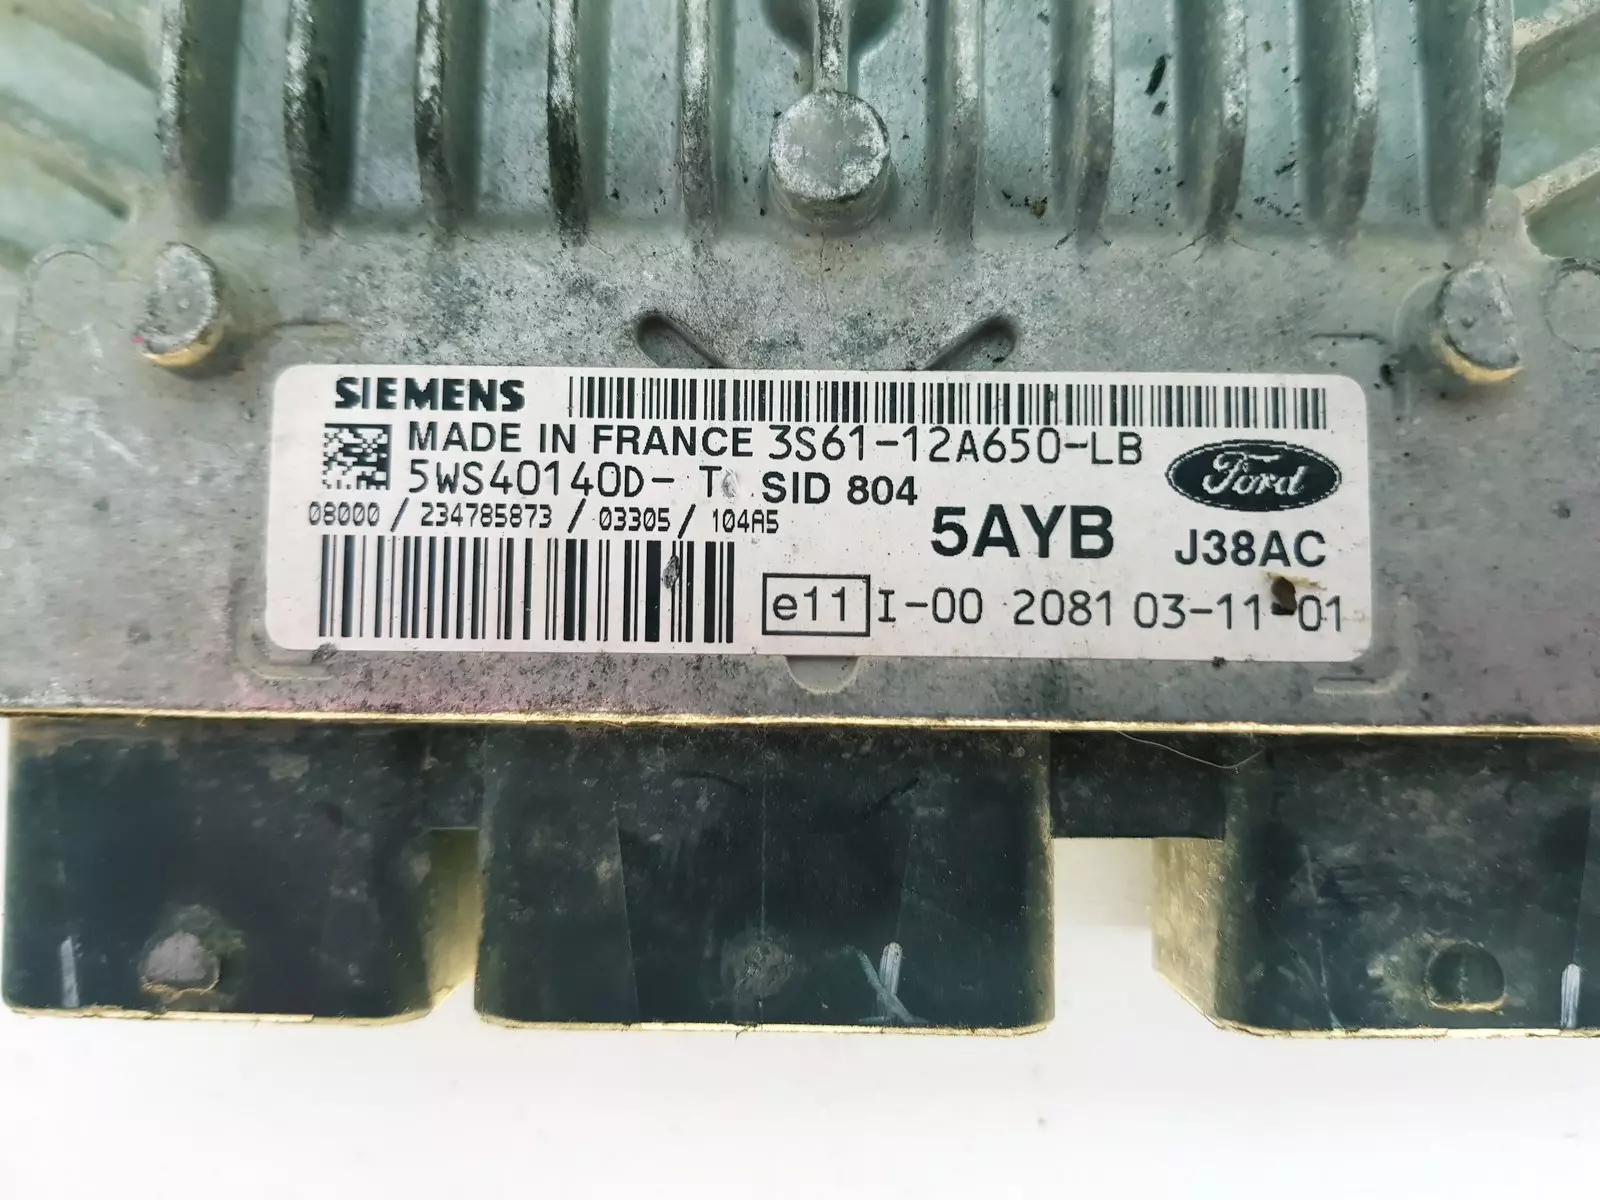 SIEMENS
MADE IN FRANCE 3S61-12A650-LB
5WS40140D- T SID 804
Ford
08000 / 234785873 / 03305 / 104A5
5AYB J38AC
e11 I-00 2081 03-11-01